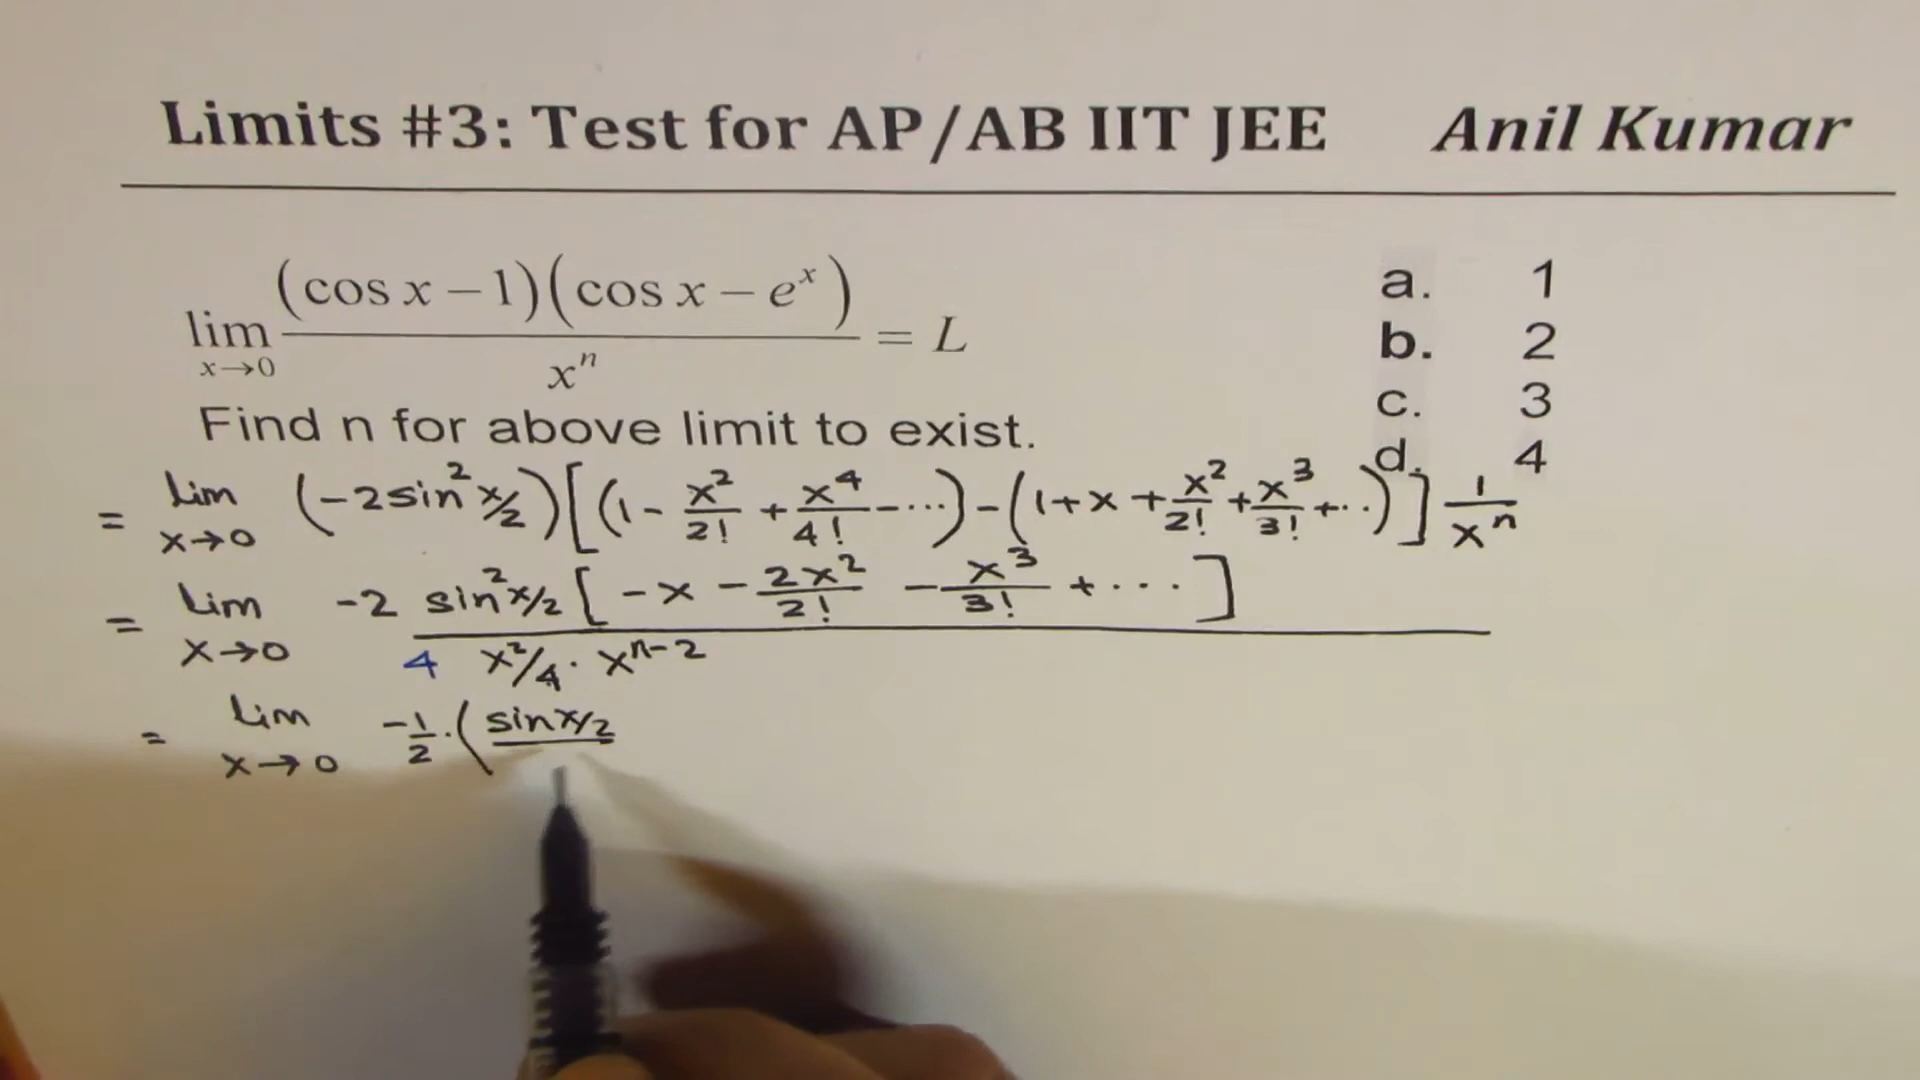 Limits #3: Test for AP/AB IIT JEE Anil Kumar
lim x→0 (cos x − 1)(cos x − e^x) / x^n = L
a. 1
b. 2
c. 3
d. 4
Find n for above limit to exist.
= lim x→0 (-2 sin² x/2) [(1 - x²/2! + x⁴/4! - ...) - (1 + x + x²/2! + x³/3! + ..)] 1/x^n
= lim x→0 -2 sin² x/2 [-x - 2x²/2! - x³/3! + ...] / 4 x²/4 · x^(n-2)
= lim x→0 -1/2 · (sin x/2